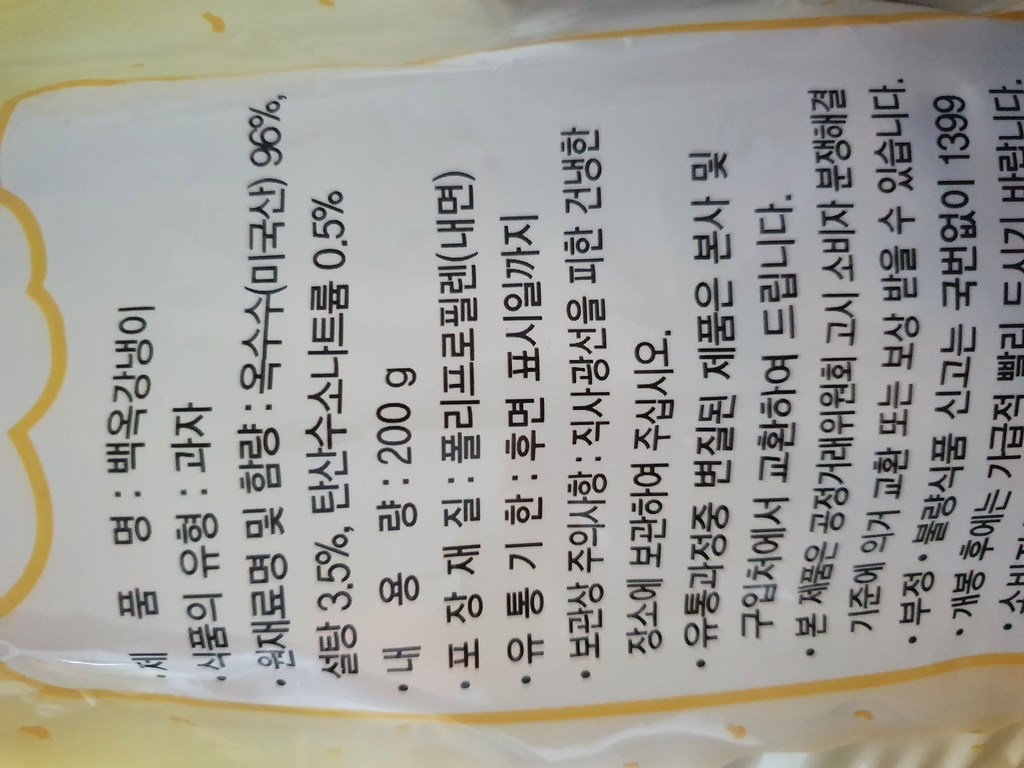 ·제 품 명 : 백옥강냉이
·식품의 유형 : 과자
·원재료명 및 함량 : 옥수수(미국산) 96%,
설탕 3.5%, 탄산수소나트륨 0.5%
·내 용 량 : 200 g
·포 장 재 질 : 폴리프로필렌(내면)
·유 통 기 한 : 후면 표시일까지
·보관상 주의사항 : 직사광선을 피한 건냉한
장소에 보관하여 주십시오.
·유통과정중 변질된 제품은 본사 및
구입처에서 교환하여 드립니다.
·본 제품은 공정거래위원회 고시 소비자 분쟁해결
기준에 의거 교환 또는 보상 받을 수 있습니다.
·부정·불량식품 신고는 국번없이 1399
·개봉 후에는 가급적 빨리 드시기 바랍니다.